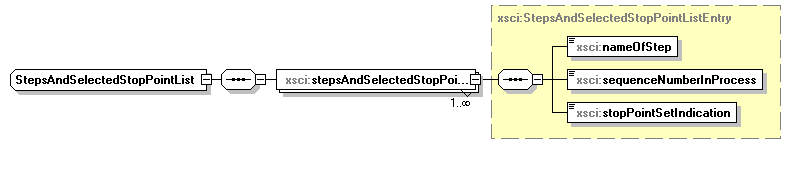 xsci:StepsAndSelectedStopPointListEntry
xsci:nameOfStep
StepsAndSelectedStopPointList
xsci:stepsAndSelectedStopPoi...
xsci:sequenceNumberInProcess
1..∞
xsci:stopPointSetIndication